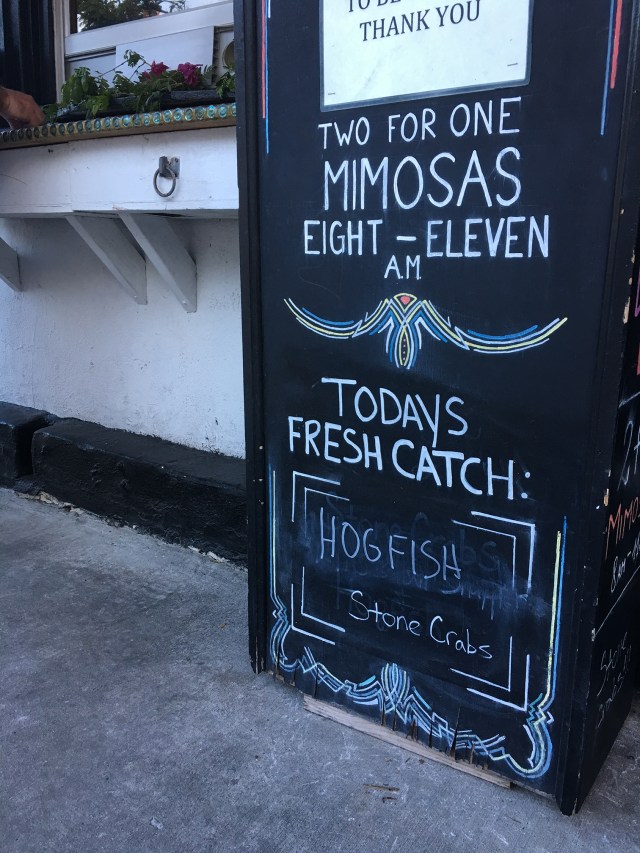 THANK YOU
TWO FOR ONE
MIMOSAS
EIGHT – ELEVEN
A.M
TODAYS
FRESH CATCH:
HOGFISH
Stone Crabs